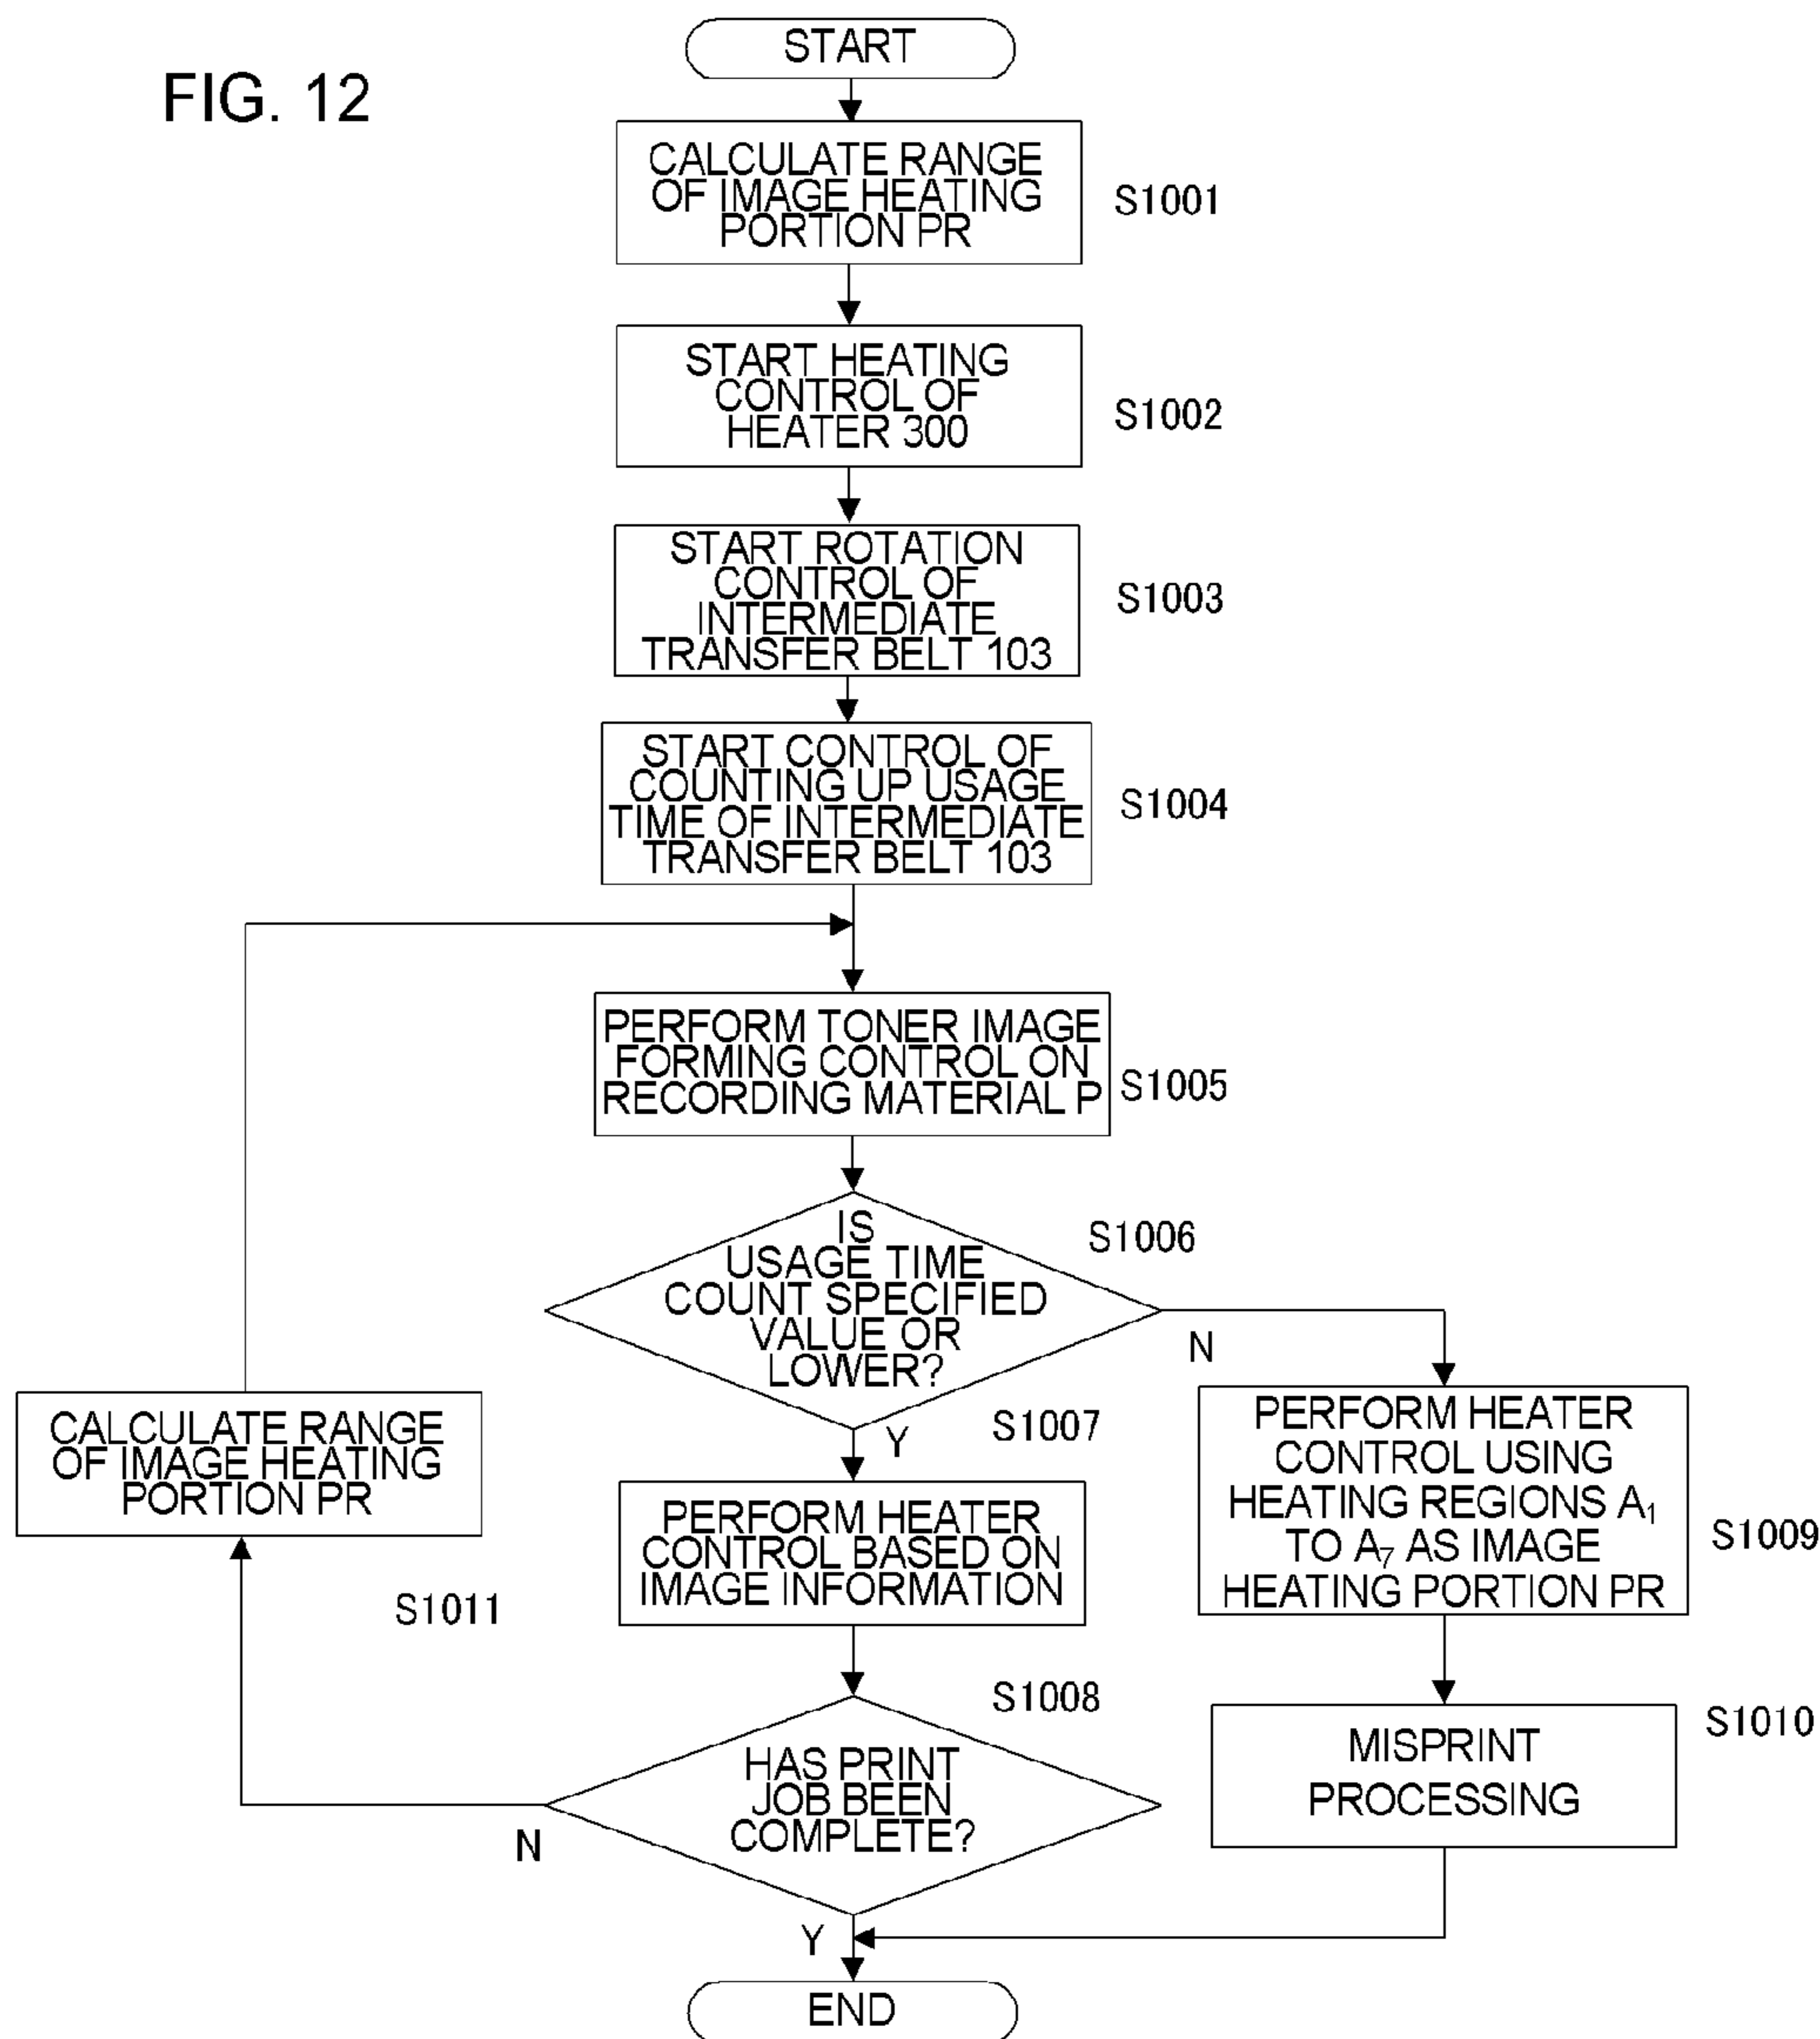 FIG. 12
START
CALCULATE RANGE
OF IMAGE HEATING
PORTION PR
S1001
START HEATING
CONTROL OF
HEATER 300
S1002
START ROTATION
CONTROL OF
INTERMEDIATE
TRANSFER BELT 103
S1003
START CONTROL OF
COUNTING UP USAGE
TIME OF INTERMEDIATE
TRANSFER BELT 103
S1004
PERFORM TONER IMAGE
FORMING CONTROL ON
RECORDING MATERIAL P
S1005
IS
USAGE TIME
COUNT SPECIFIED
VALUE OR
LOWER?
S1006
N
Y
S1007
PERFORM HEATER
CONTROL BASED ON
IMAGE INFORMATION
PERFORM HEATER
CONTROL USING
HEATING REGIONS A₁
TO A₇ AS IMAGE
HEATING PORTION PR
S1009
CALCULATE RANGE
OF IMAGE HEATING
PORTION PR
S1011
S1008
HAS PRINT
JOB BEEN
COMPLETE?
N
Y
MISPRINT
PROCESSING
S1010
END